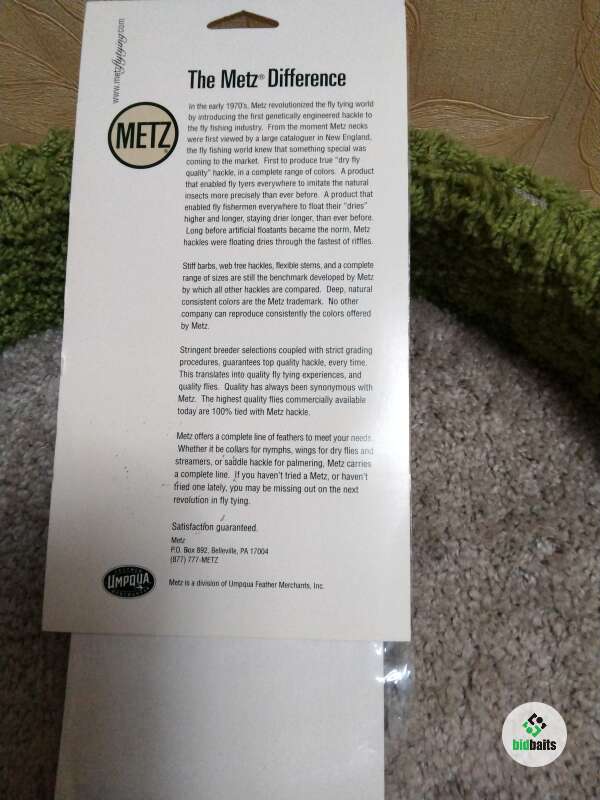 www.metzflytying.com
The Metz® Difference
METZ
In the early 1970's, Metz revolutionized the fly tying world
by introducing the first genetically engineered hackle to
the fly fishing industry. From the moment Metz necks
were first viewed by a large cataloguer in New England,
the fly fishing world knew that something special was
coming to the market. First to produce true "dry fly
quality" hackle, in a complete range of colors. A product
that enabled fly tyers everywhere to imitate the natural
insects more precisely than ever before. A product that
enabled fly fishermen everywhere to float their "dries"
higher and longer, staying drier longer, than ever before.
Long before artificial floatants became the norm, Metz
hackles were floating dries through the fastest of riffles.
Stiff barbs, web free hackles, flexible stems, and a complete
range of sizes are still the benchmark developed by Metz
by which all other hackles are compared. Deep, natural
consistent colors are the Metz trademark. No other
company can reproduce consistently the colors offered
by Metz.
Stringent breeder selections coupled with strict grading
procedures, guarantees top quality hackle, every time.
This translates into quality fly tying experiences, and
quality flies. Quality has always been synonymous with
Metz. The highest quality flies commercially available
today are 100% tied with Metz hackle.
Metz offers a complete line of feathers to meet your needs.
Whether it be collars for nymphs, wings for dry flies and
streamers, or saddle hackle for palmering, Metz carries
a complete line. If you haven't tried a Metz, or haven't
tried one lately, you may be missing out on the next
revolution in fly tying.
Satisfaction guaranteed.
Metz
P.O. Box 892, Belleville, PA 17004
(877) 777-METZ
UMPQUA
Metz is a division of Umpqua Feather Merchants, Inc.
bidbaits